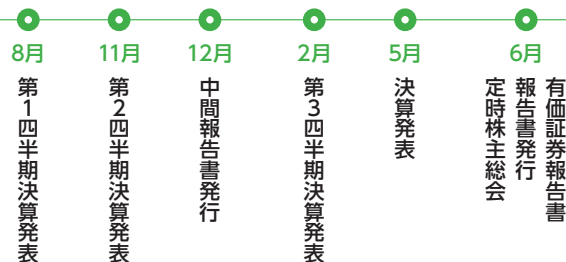 8月
第1四半期決算発表
11月
第2四半期決算発表
12月
中間報告書発行
2月
第3四半期決算発表
5月
決算発表
6月
有価証券報告書
報告書発行
定時株主総会